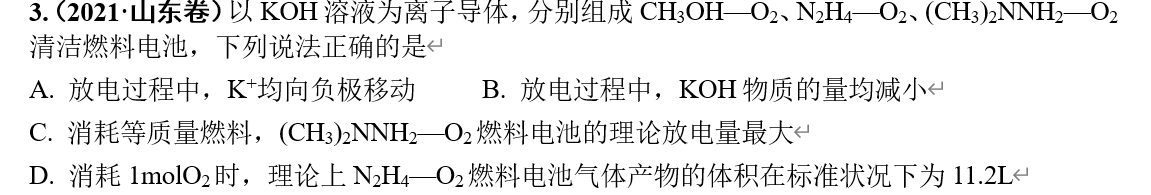 3.（2021·山东卷）以 KOH 溶液为离子导体，分别组成 CH₃OH—O₂、N₂H₄—O₂、(CH₃)₂NNH₂—O₂
清洁燃料电池，下列说法正确的是↵
A. 放电过程中，K⁺均向负极移动 B. 放电过程中，KOH 物质的量均减小↵
C. 消耗等质量燃料，(CH₃)₂NNH₂—O₂燃料电池的理论放电量最大↵
D. 消耗 1molO₂时，理论上 N₂H₄—O₂燃料电池气体产物的体积在标准状况下为 11.2L↵